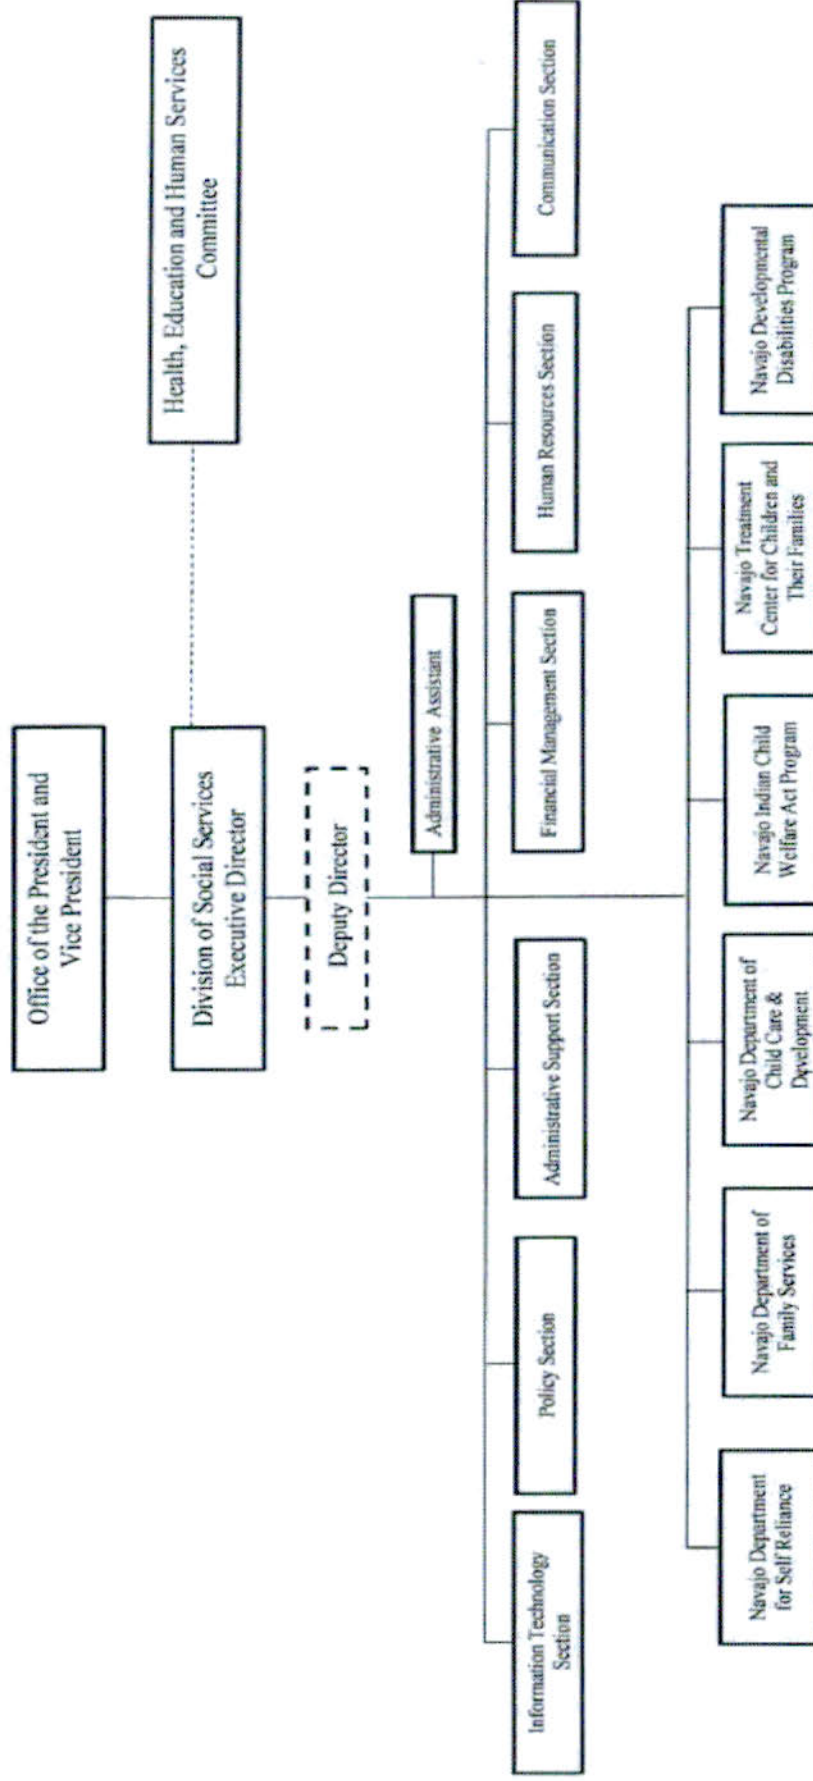 Office of the President and
Vice President
Health, Education and Human Services
Committee
Division of Social Services
Executive Director
Deputy Director
Administrative Assistant
Information Technology
Section
Policy Section
Administrative Support Section
Financial Management Section
Human Resources Section
Communication Section
Navajo Department
for Self Reliance
Navajo Department of
Family Services
Navajo Department of
Child Care &
Development
Navajo Indian Child
Welfare Act Program
Navajo Treatment
Center for Children and
Their Families
Navajo Developmental
Disabilities Program